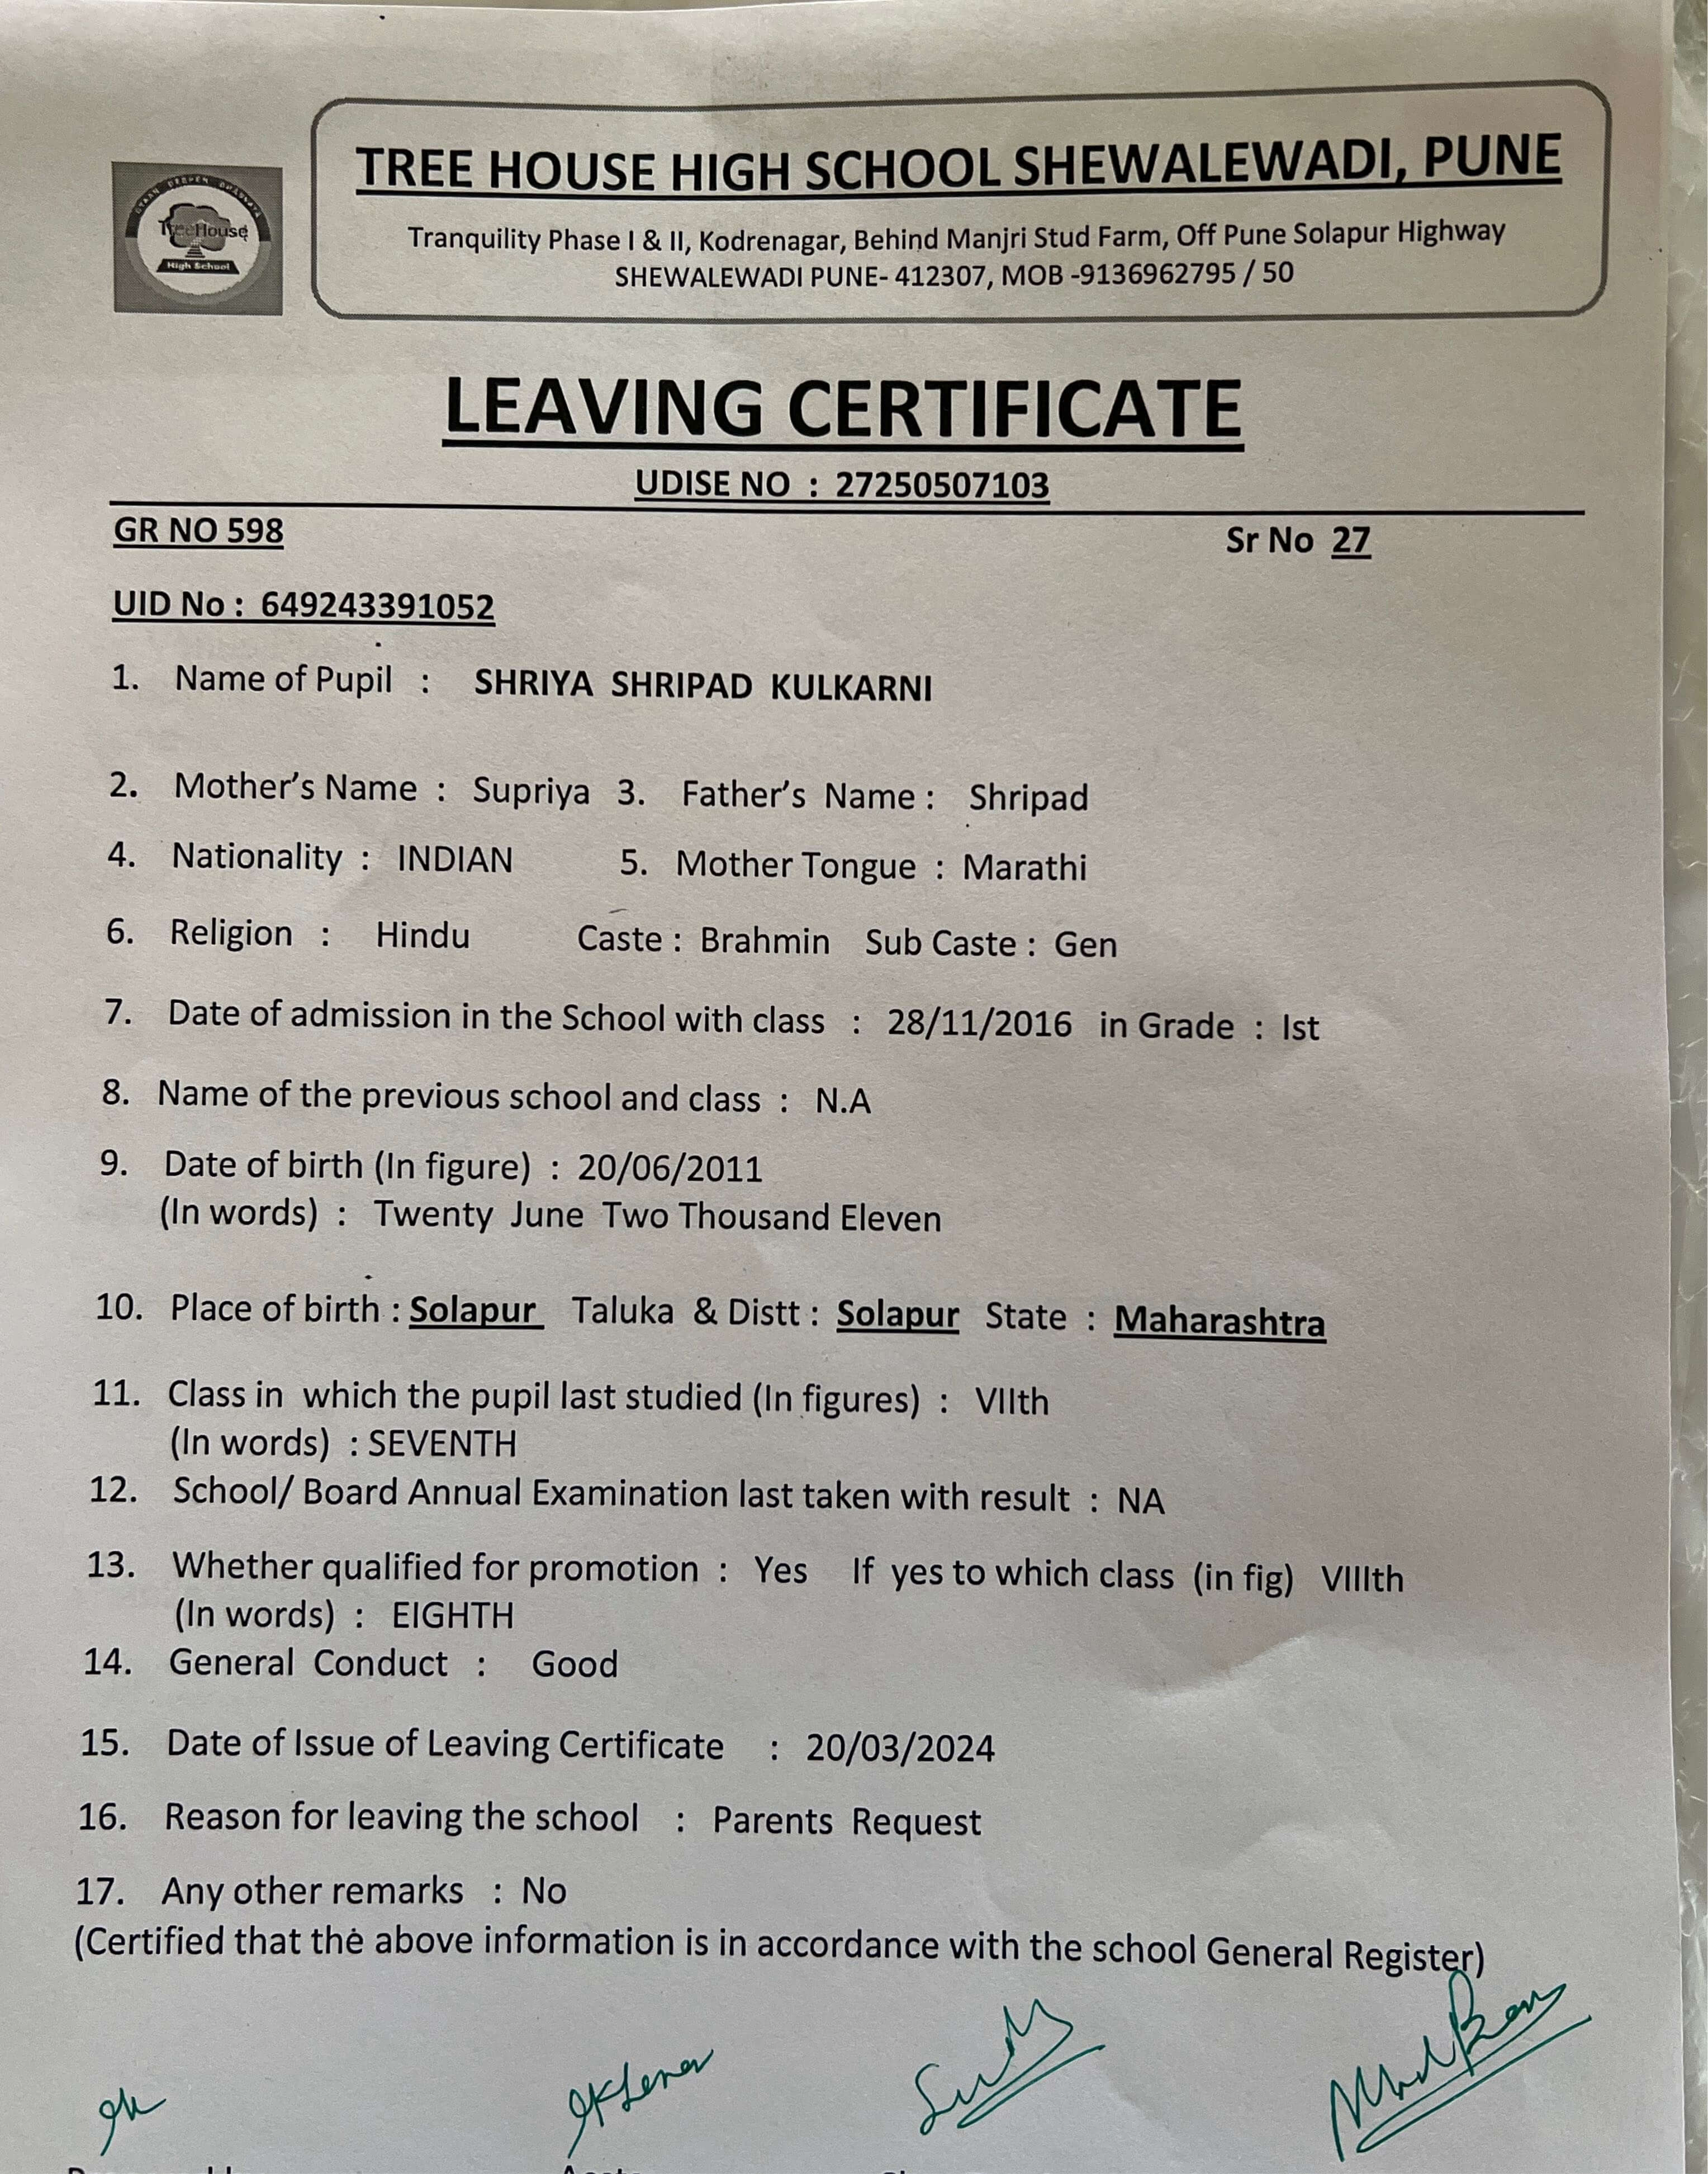 TREE HOUSE HIGH SCHOOL SHEWALEWADI, PUNE
TreeHouse
High School
Tranquility Phase I & II, Kodrenagar, Behind Manjri Stud Farm, Off Pune Solapur Highway
SHEWALEWADI PUNE- 412307, MOB -9136962795 / 50
LEAVING CERTIFICATE
UDISE NO : 27250507103
GR NO 598 Sr No 27
UID No : 649243391052
1. Name of Pupil : SHRIYA SHRIPAD KULKARNI
2. Mother’s Name : Supriya 3. Father’s Name : Shripad
4. Nationality : INDIAN 5. Mother Tongue : Marathi
6. Religion : Hindu Caste : Brahmin Sub Caste : Gen
7. Date of admission in the School with class : 28/11/2016 in Grade : Ist
8. Name of the previous school and class : N.A
9. Date of birth (In figure) : 20/06/2011
(In words) : Twenty June Two Thousand Eleven
10. Place of birth : Solapur Taluka & Distt : Solapur State : Maharashtra
11. Class in which the pupil last studied (In figures) : VIIth
(In words) : SEVENTH
12. School/ Board Annual Examination last taken with result : NA
13. Whether qualified for promotion : Yes If yes to which class (in fig) VIIIth
(In words) : EIGHTH
14. General Conduct : Good
15. Date of Issue of Leaving Certificate : 20/03/2024
16. Reason for leaving the school : Parents Request
17. Any other remarks : No
(Certified that the above information is in accordance with the school General Register)